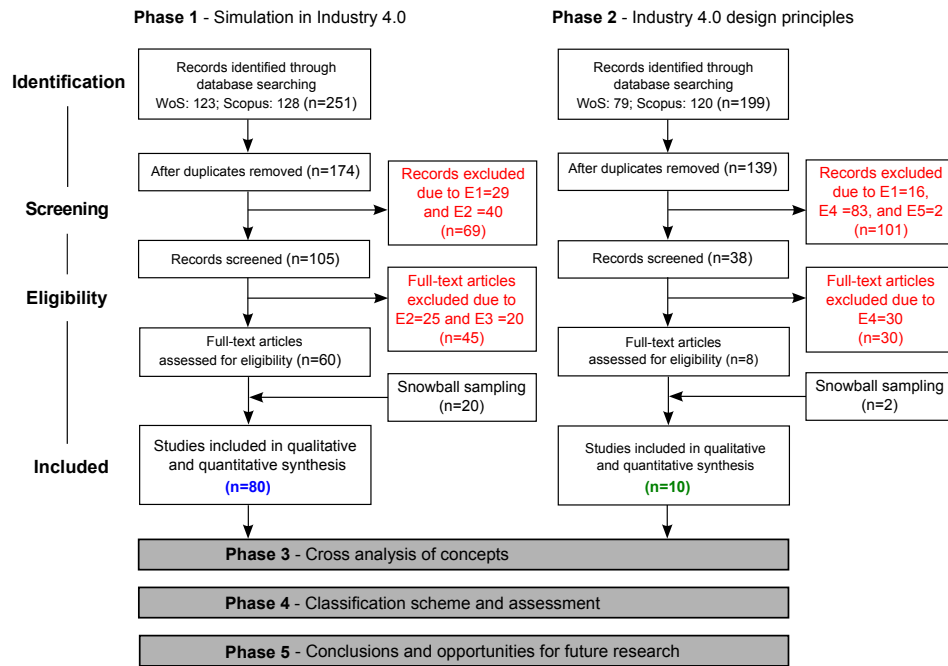 Phase 1 - Simulation in Industry 4.0
Phase 2 - Industry 4.0 design principles
Identification
Records identified through
database searching
WoS: 123; Scopus: 128 (n=251)
Records identified through
database searching
WoS: 79; Scopus: 120 (n=199)
After duplicates removed (n=174)
Records excluded
due to E1=29
and E2 =40
(n=69)
After duplicates removed (n=139)
Records excluded
due to E1=16,
E4 =83, and E5=2
(n=101)
Screening
Records screened (n=105)
Records screened (n=38)
Eligibility
Full-text articles
excluded due to
E2=25 and E3 =20
(n=45)
Full-text articles
excluded due to
E4=30
(n=30)
Full-text articles
assessed for eligibility (n=60)
Full-text articles
assessed for eligibility (n=8)
Snowball sampling
(n=20)
Snowball sampling
(n=2)
Included
Studies included in qualitative
and quantitative synthesis
(n=80)
Studies included in qualitative
and quantitative synthesis
(n=10)
Phase 3 - Cross analysis of concepts
Phase 4 - Classification scheme and assessment
Phase 5 - Conclusions and opportunities for future research